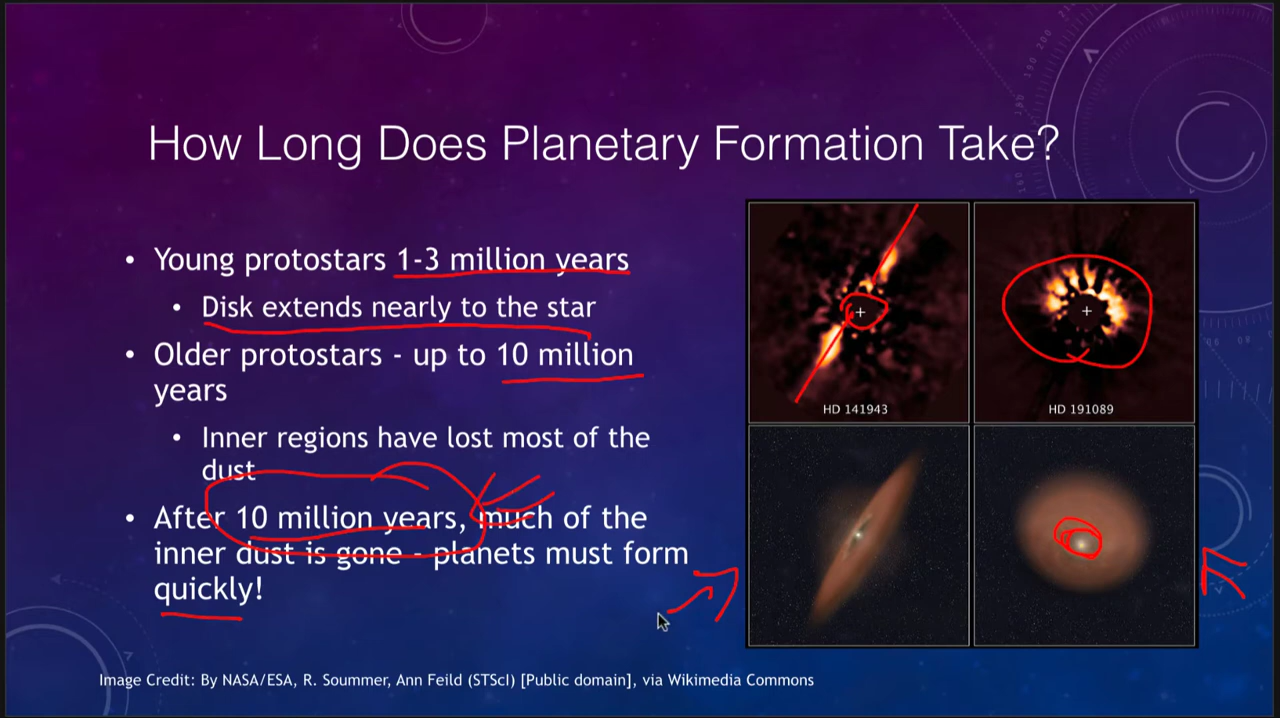 How Long Does Planetary Formation Take?
• Young protostars 1-3 million years
• Disk extends nearly to the star
• Older protostars - up to 10 million
years
• Inner regions have lost most of the
dust
• After 10 million years, much of the
inner dust is gone - planets must form
quickly!
HD 141943
HD 191089
Image Credit: By NASA/ESA, R. Soummer, Ann Feild (STScI) [Public domain], via Wikimedia Commons